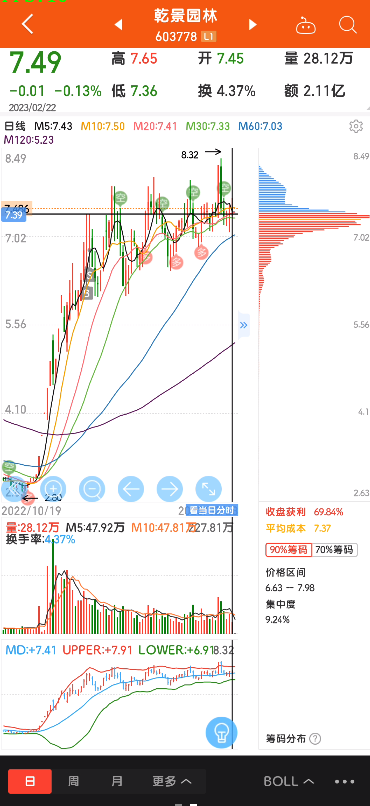 乾景园林
603778 L1
7.49 高 7.65 开 7.45 量 28.12万
-0.01 -0.13% 低 7.36 换 4.37% 额 2.11亿
2023/02/22
日线 M5:7.43 M10:7.50 M20:7.41 M30:7.33 M60:7.03
M120:5.23
8.49 8.32 8.49
7.39
7.02 7.02
5.56 5.56
4.10 4.1
2.63
2022/10/19 看当日分时
量:28.12万 M5:47.92万 M10:47.81万
换手率:4.37%
收盘获利 69.84%
平均成本 7.37
90%筹码 70%筹码
价格区间
6.63 — 7.98
集中度
9.24%
MD:+7.41 UPPER:+7.91 LOWER:+6.91
8.32
筹码分布 ?
日 周 月 更多 BOLL